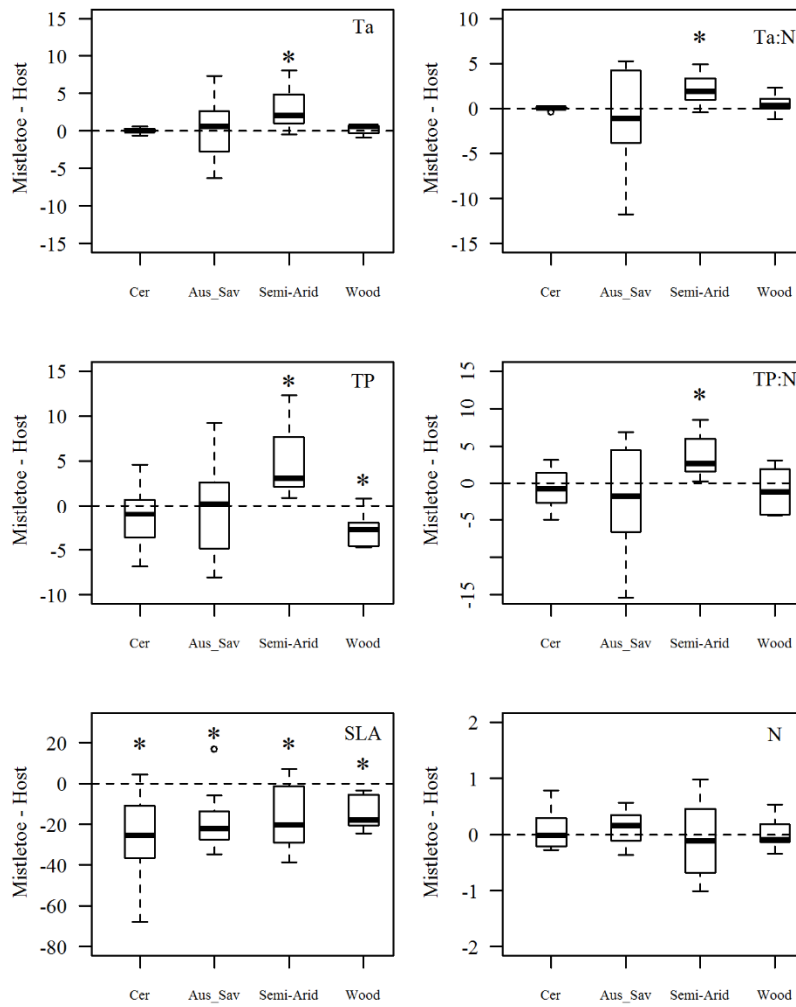 Ta
Mistletoe - Host
15
10
5
0
-5
-10
-15
*
Cer
Aus_Sav
Semi-Arid
Wood
Ta:N
Mistletoe - Host
10
5
0
-5
-10
-15
*
Cer
Aus_Sav
Semi-Arid
Wood
TP
Mistletoe - Host
15
10
5
0
-5
-10
*
*
Cer
Aus_Sav
Semi-Arid
Wood
TP:N
Mistletoe - Host
15
10
5
0
-5
-15
*
Cer
Aus_Sav
Semi-Arid
Wood
SLA
Mistletoe - Host
20
0
-20
-40
-60
-80
*
*
*
*
Cer
Aus_Sav
Semi-Arid
Wood
N
Mistletoe - Host
2
1
0
-1
-2
Cer
Aus_Sav
Semi-Arid
Wood